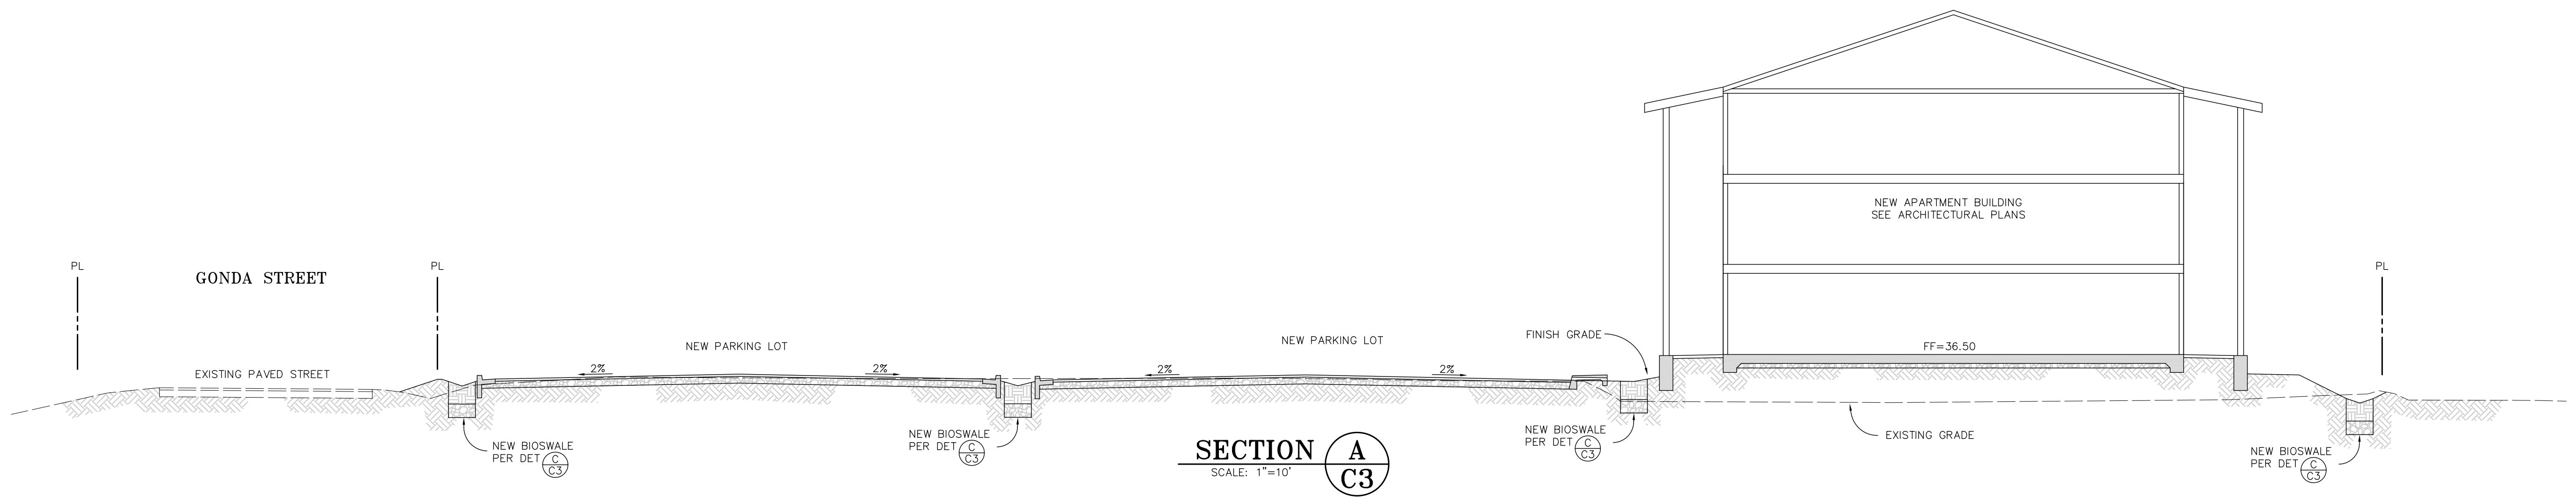 NEW APARTMENT BUILDING
SEE ARCHITECTURAL PLANS
PL
GONDA STREET
PL
PL
NEW PARKING LOT
NEW PARKING LOT
FINISH GRADE
FF=36.50
EXISTING PAVED STREET
2%
2%
2%
2%
NEW BIOSWALE
PER DET C
C3
NEW BIOSWALE
PER DET C
C3
NEW BIOSWALE
PER DET C
C3
EXISTING GRADE
NEW BIOSWALE
PER DET C
C3
SECTION A
SCALE: 1"=10'
C3